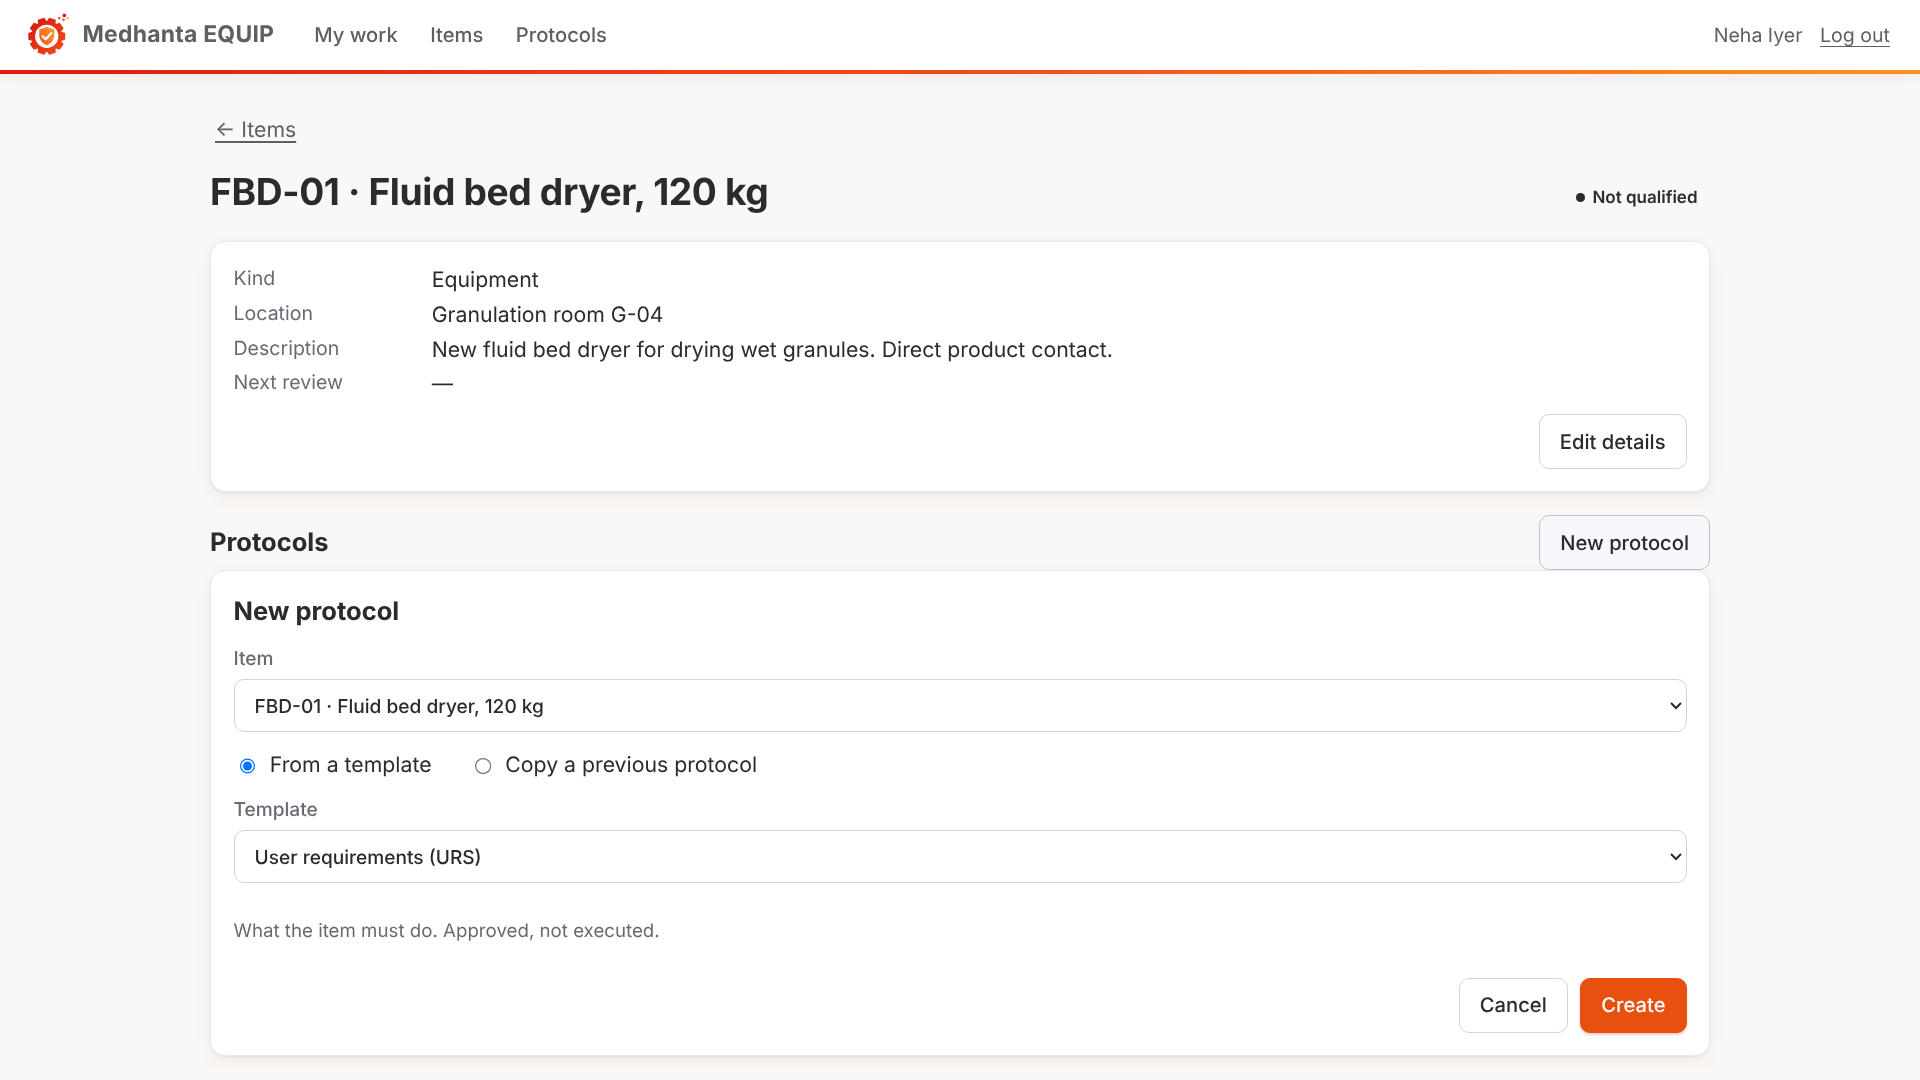 Medhanta EQUIP My work Items Protocols Neha Iyer Log out
← Items
FBD-01 · Fluid bed dryer, 120 kg
● Not qualified
Kind Equipment
Location Granulation room G-04
Description New fluid bed dryer for drying wet granules. Direct product contact.
Next review —
Edit details
Protocols New protocol
New protocol
Item
FBD-01 · Fluid bed dryer, 120 kg
From a template Copy a previous protocol
Template
User requirements (URS)
What the item must do. Approved, not executed.
Cancel Create